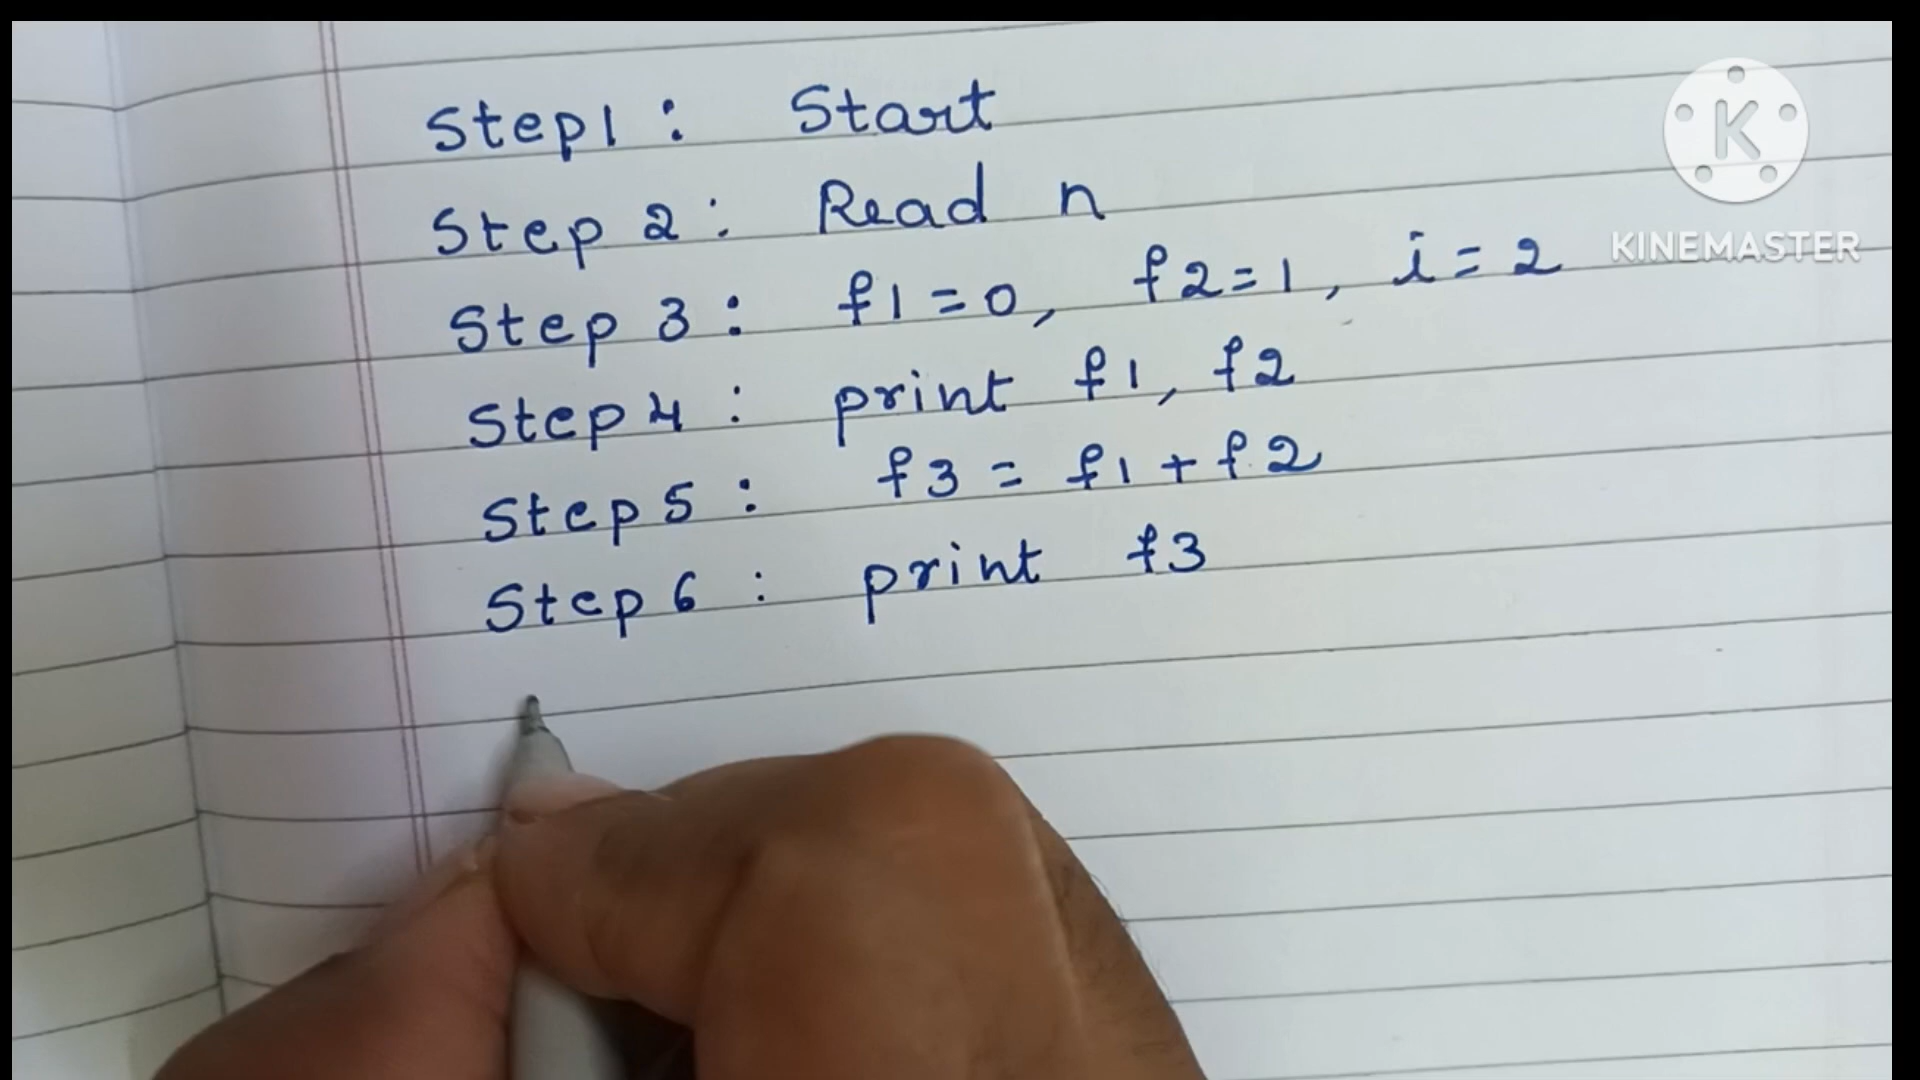 Step1 : Start
Step 2 : Read n
Step 3 : f1=0, f2=1, i=2
Step 4 : print f1, f2
Step 5 : f3 = f1+f2
Step 6 : print f3
K
KINEMASTER